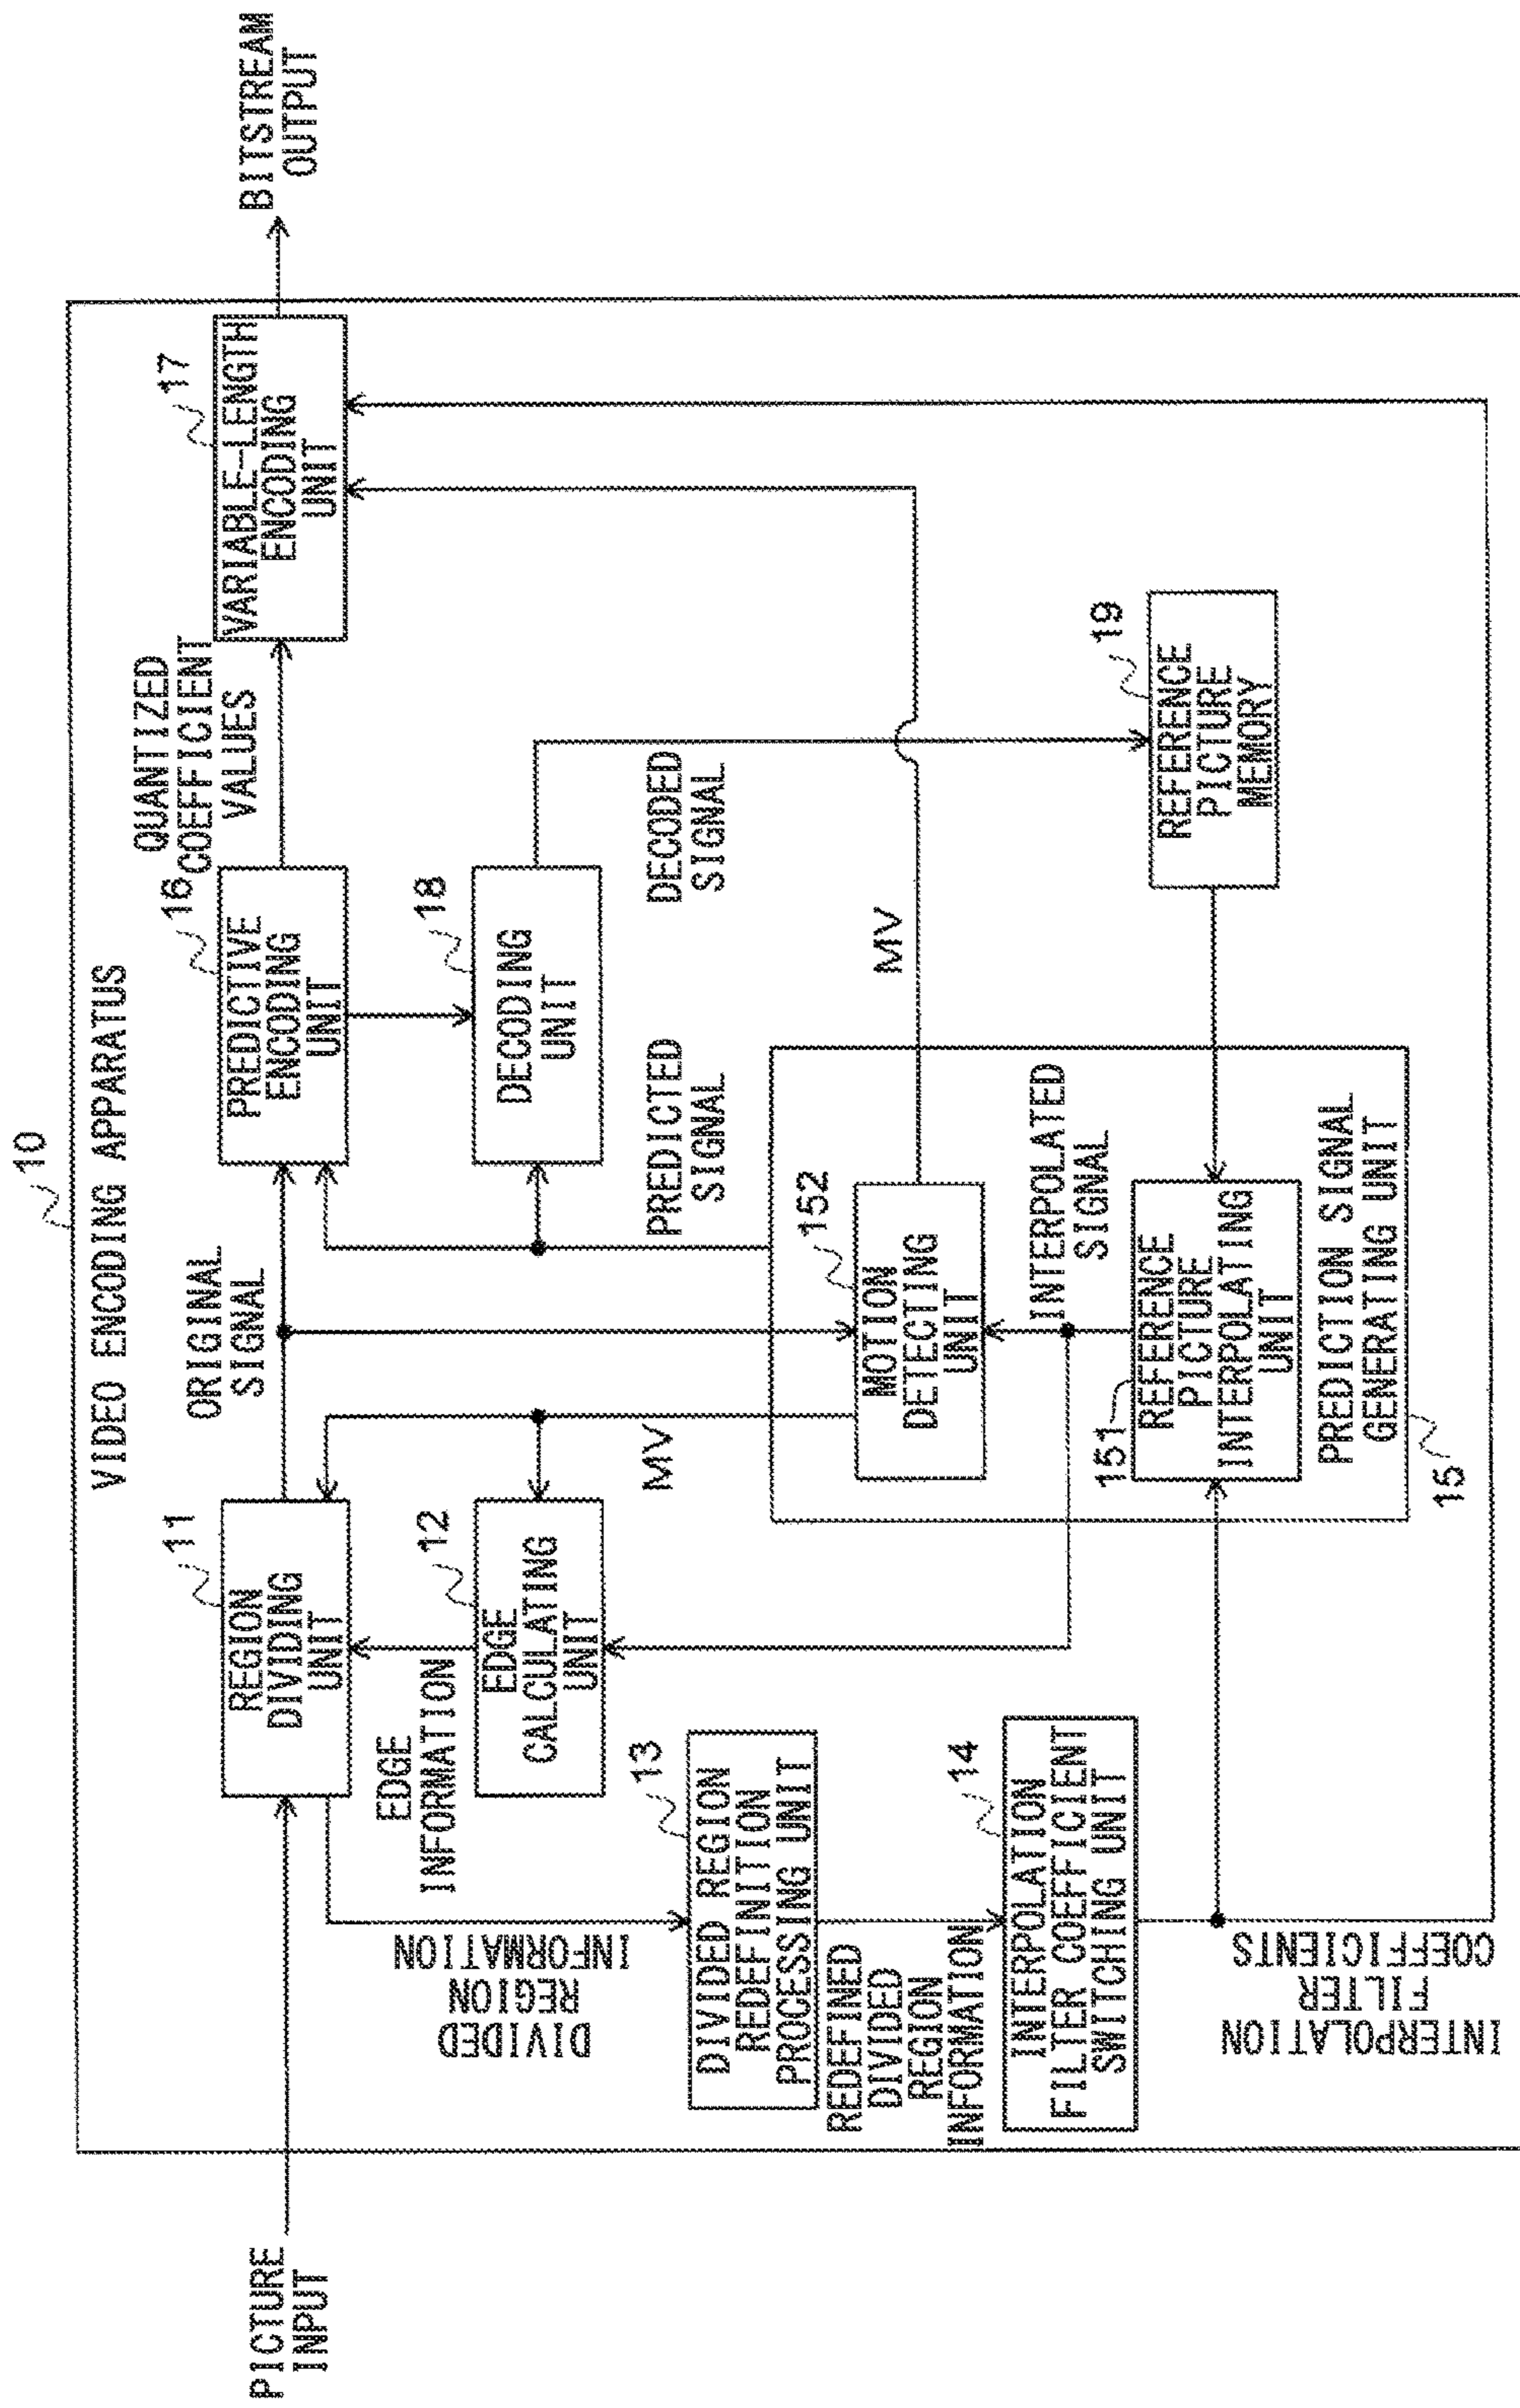 10
VIDEO ENCODING APPARATUS
PICTURE
INPUT
11
REGION
DIVIDING
UNIT
ORIGINAL
SIGNAL
16
PREDICTIVE
ENCODING
UNIT
QUANTIZED
COEFFICIENT
VALUES
17
VARIABLE-LENGTH
ENCODING
UNIT
BITSTREAM
OUTPUT
EDGE
INFORMATION
12
EDGE
CALCULATING
UNIT
18
DECODING
UNIT
DIVIDED
REGION
INFORMATION
MV
PREDICTED
SIGNAL
DECODED
SIGNAL
13
DIVIDED REGION
REDEFINITION
PROCESSING UNIT
152
MOTION
DETECTING
UNIT
MV
REDEFINED
DIVIDED
REGION
INFORMATION
INTERPOLATED
SIGNAL
14
INTERPOLATION
FILTER COEFFICIENT
SWITCHING UNIT
151
REFERENCE
PICTURE
INTERPOLATING
UNIT
19
REFERENCE
PICTURE
MEMORY
INTERPOLATION
FILTER
COEFFICIENTS
PREDICTION SIGNAL
GENERATING UNIT
15